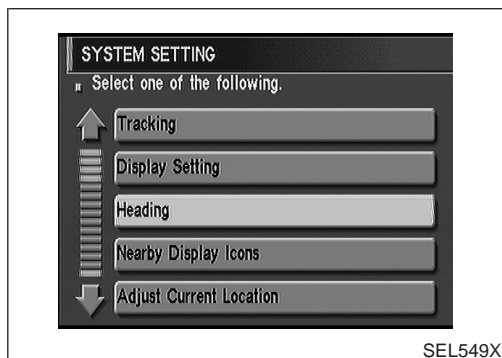 SYSTEM SETTING
Select one of the following.
Tracking
Display Setting
Heading
Nearby Display Icons
Adjust Current Location
SEL549X